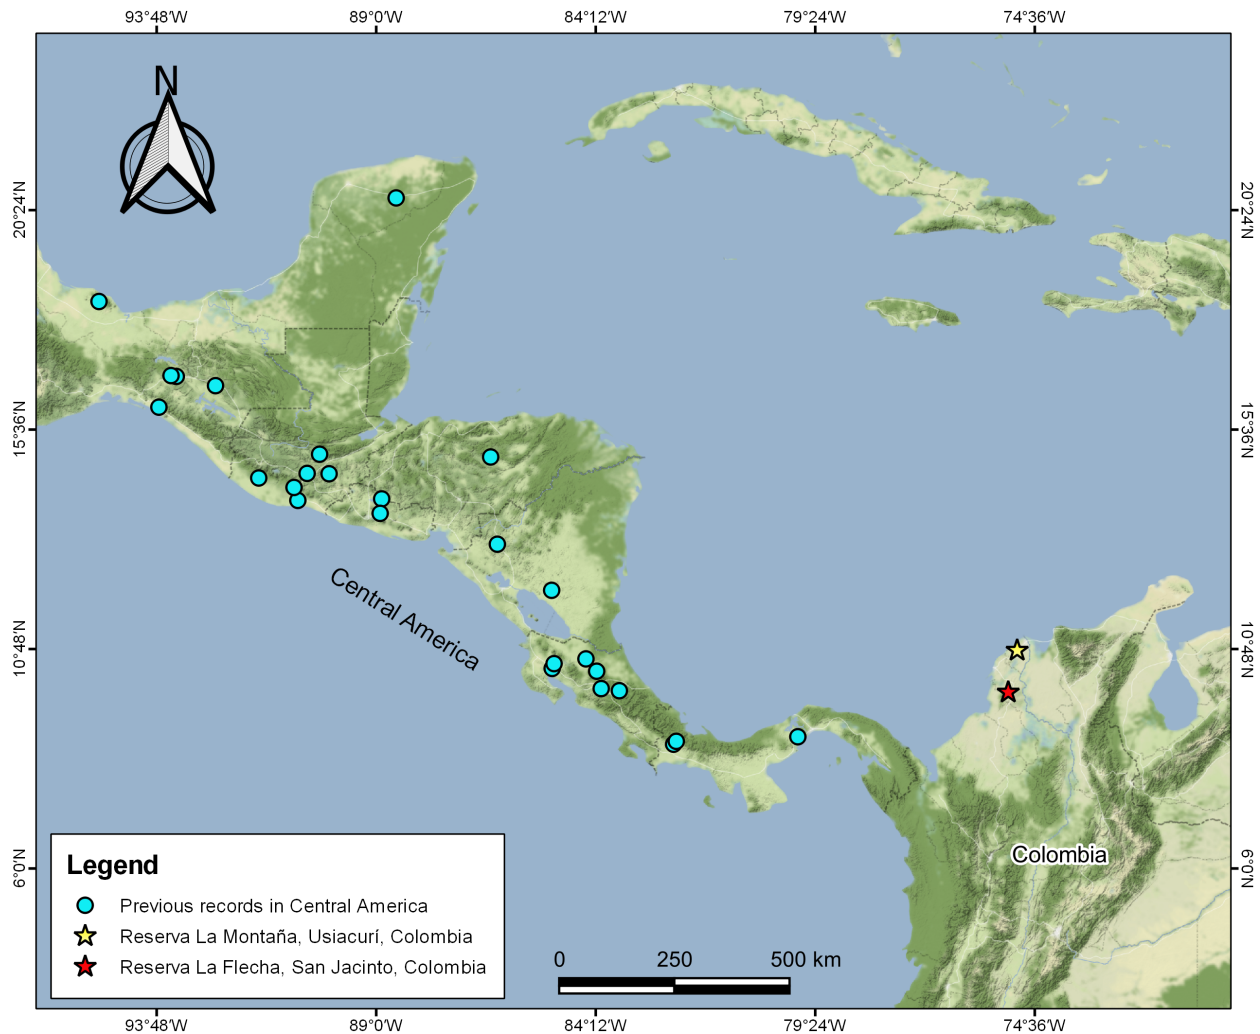 93°48'W 89°0'W 84°12'W 79°24'W 74°36'W
N
20°24'N 20°24'N
15°36'N 15°36'N
Central America
10°48'N 10°48'N
Colombia
6°0'N 6°0'N
Legend
Previous records in Central America
Reserva La Montaña, Usiacurí, Colombia
Reserva La Flecha, San Jacinto, Colombia
0 250 500 km
93°48'W 89°0'W 84°12'W 79°24'W 74°36'W